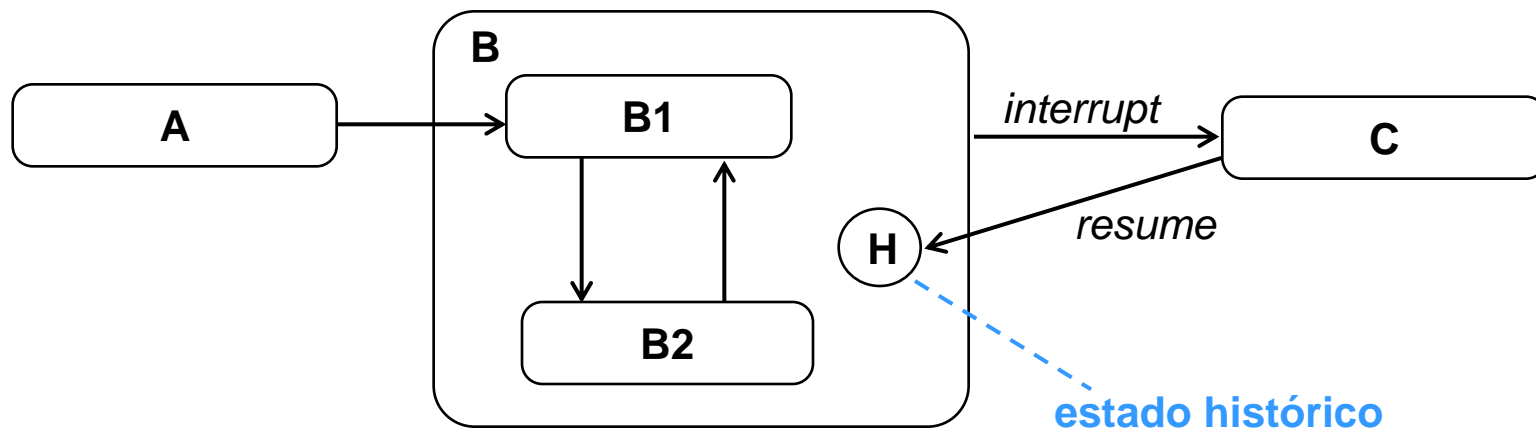 B
A
B1
interrupt
C
resume
H
B2
estado histórico